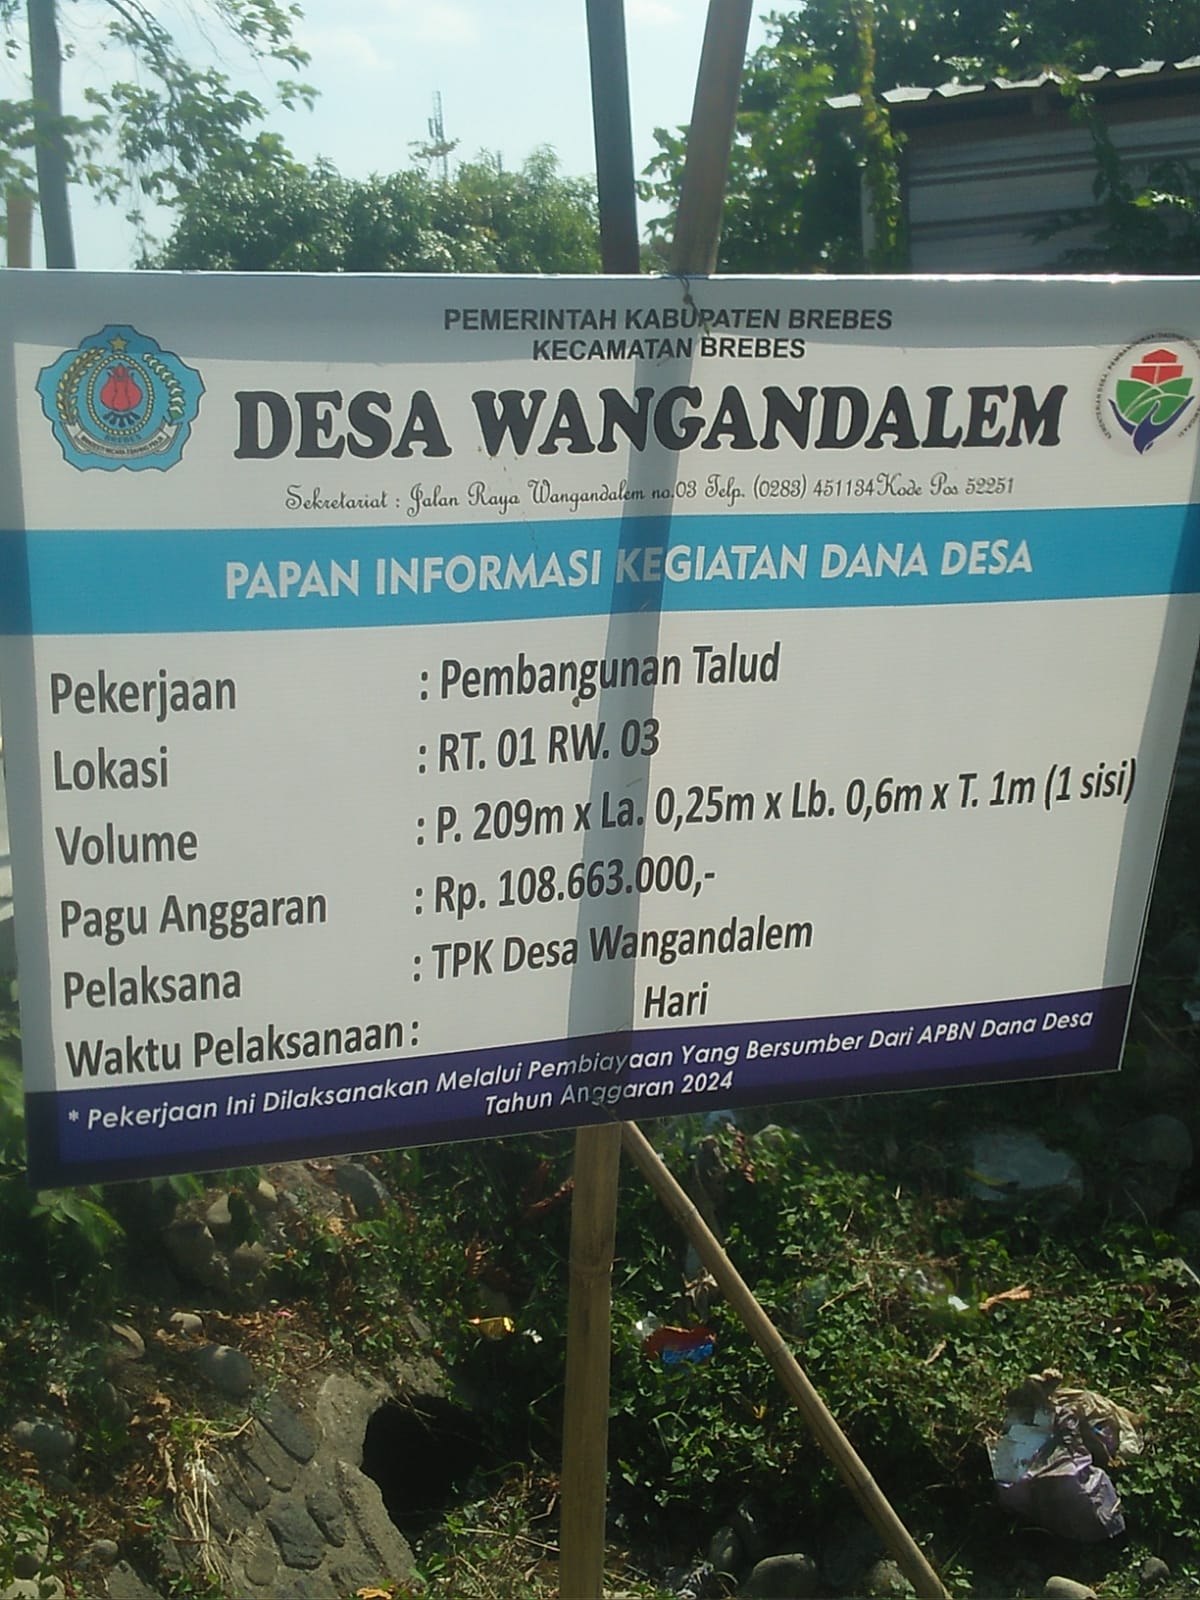 PEMERINTAH KABUPATEN BREBES
KECAMATAN BREBES
DESA WANGANDALEM
Sekretariat : Jalan Raya Wangandalem no.03 Telp. (0283) 451134 Kode Pos 52251
BREBES
PAPAN INFORMASI KEGIATAN DANA DESA
Pekerjaan : Pembangunan Talud
Lokasi : RT. 01 RW. 03
Volume : P. 209m x La. 0,25m x Lb. 0,6m x T. 1m (1 sisi)
Pagu Anggaran : Rp. 108.663.000,-
Pelaksana : TPK Desa Wangandalem
Waktu Pelaksanaan : Hari
* Pekerjaan Ini Dilaksanakan Melalui Pembiayaan Yang Bersumber Dari APBN Dana Desa
Tahun Anggaran 2024